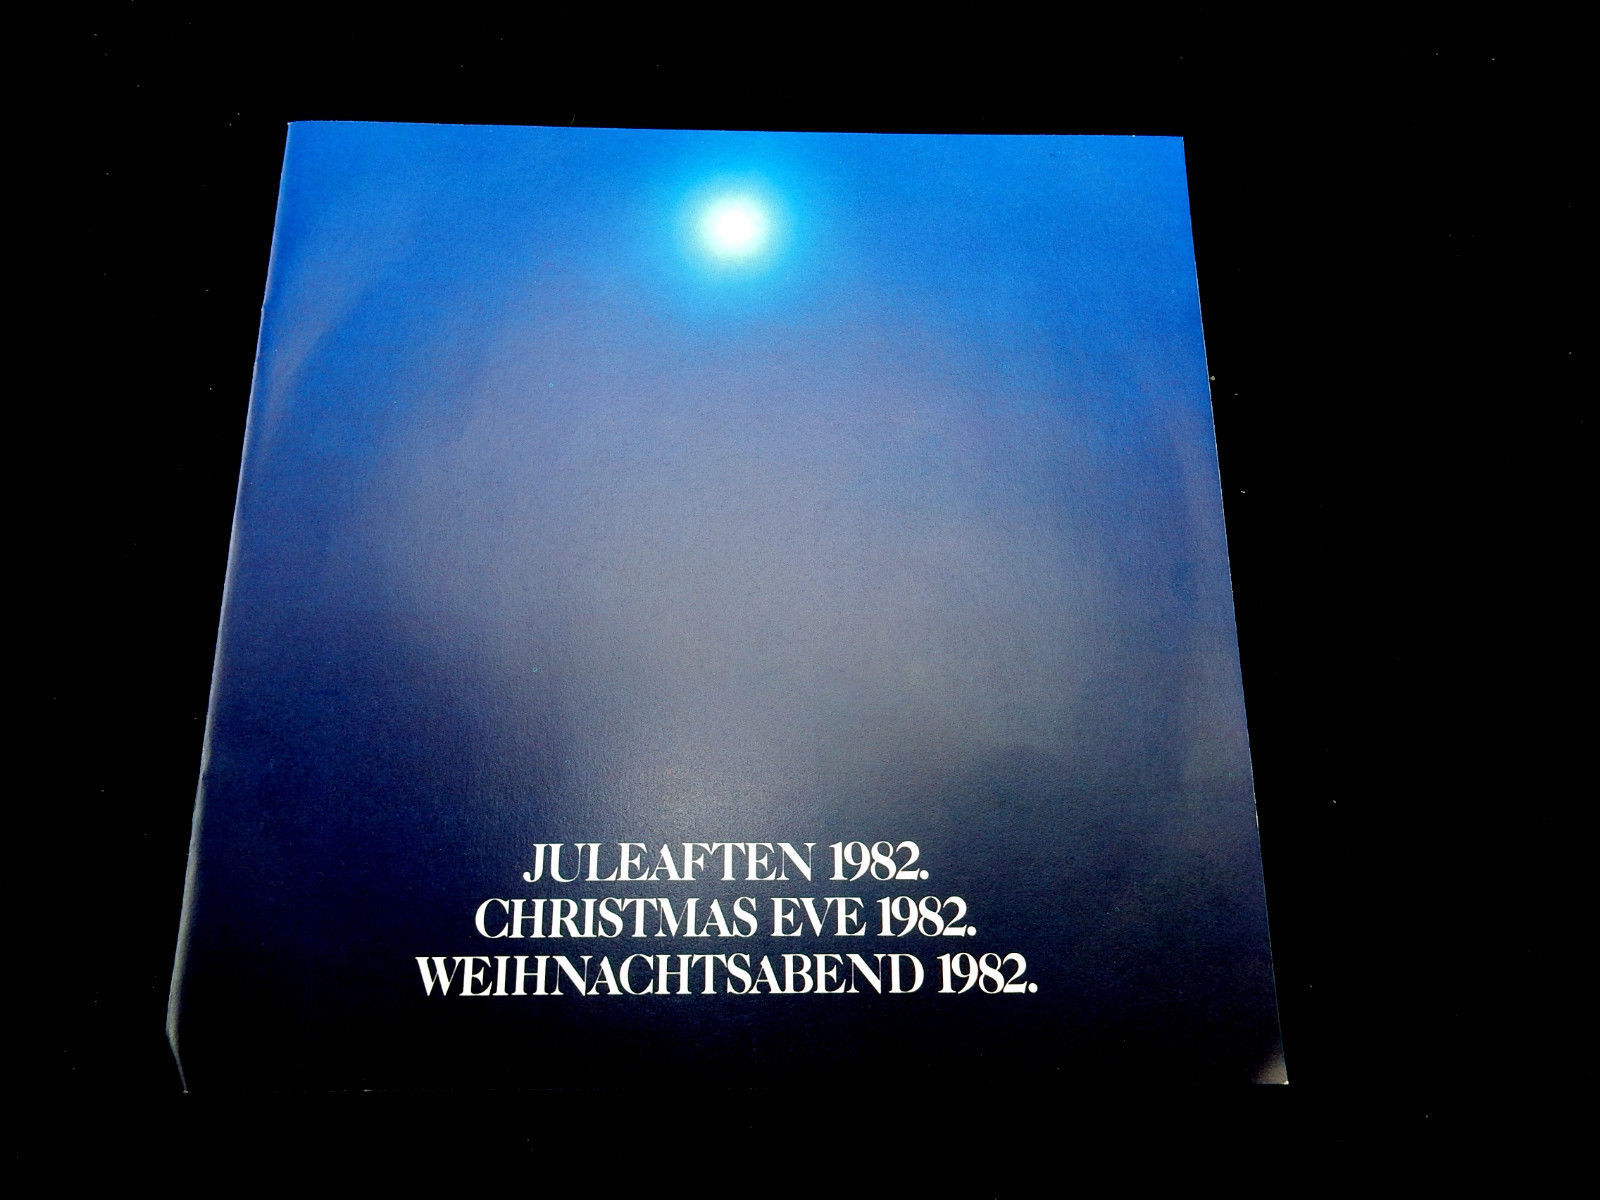 JULEAFTEN 1982.
CHRISTMAS EVE 1982.
WEIHNACHTSABEND 1982.